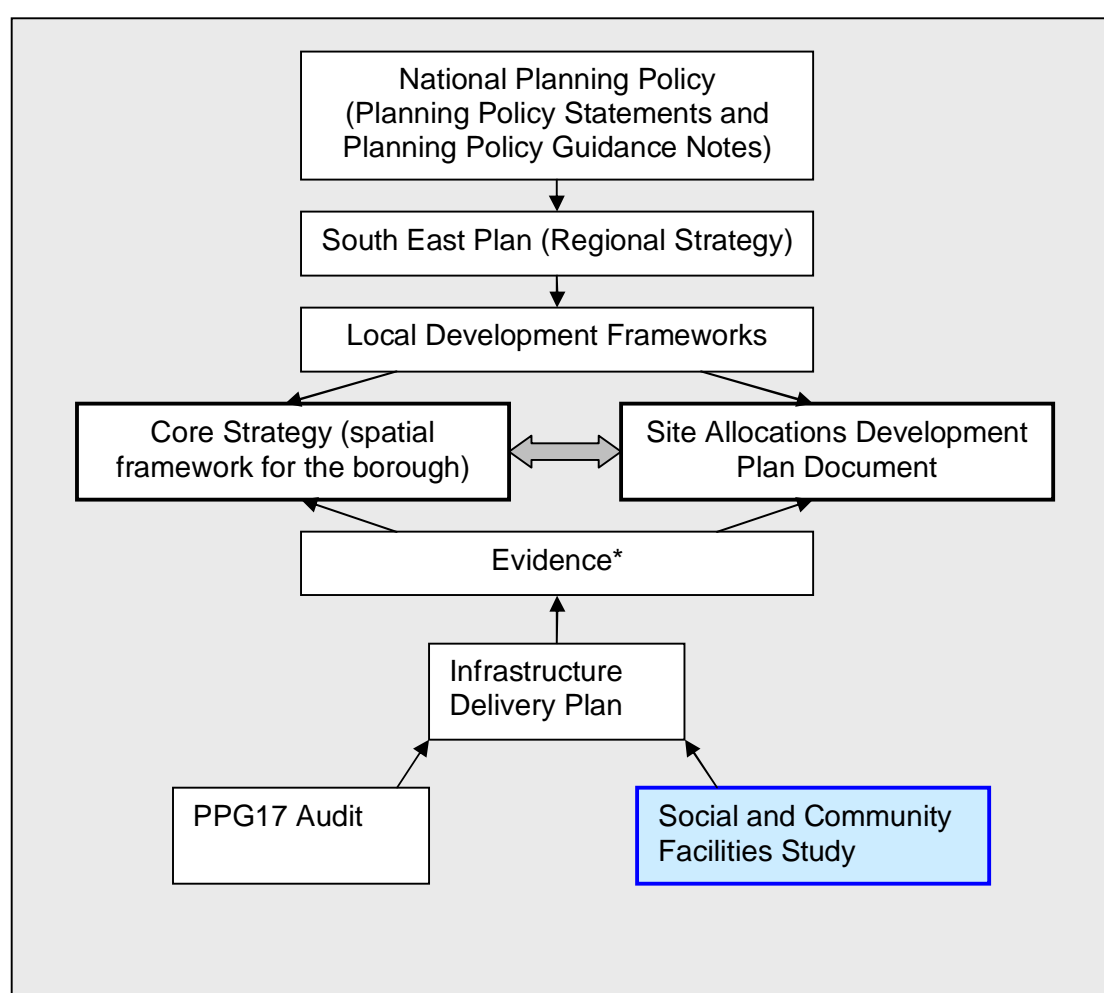 National Planning Policy
(Planning Policy Statements and
Planning Policy Guidance Notes)
South East Plan (Regional Strategy)
Local Development Frameworks
Core Strategy (spatial
framework for the borough)
Site Allocations Development
Plan Document
Evidence*
Infrastructure
Delivery Plan
PPG17 Audit
Social and Community
Facilities Study